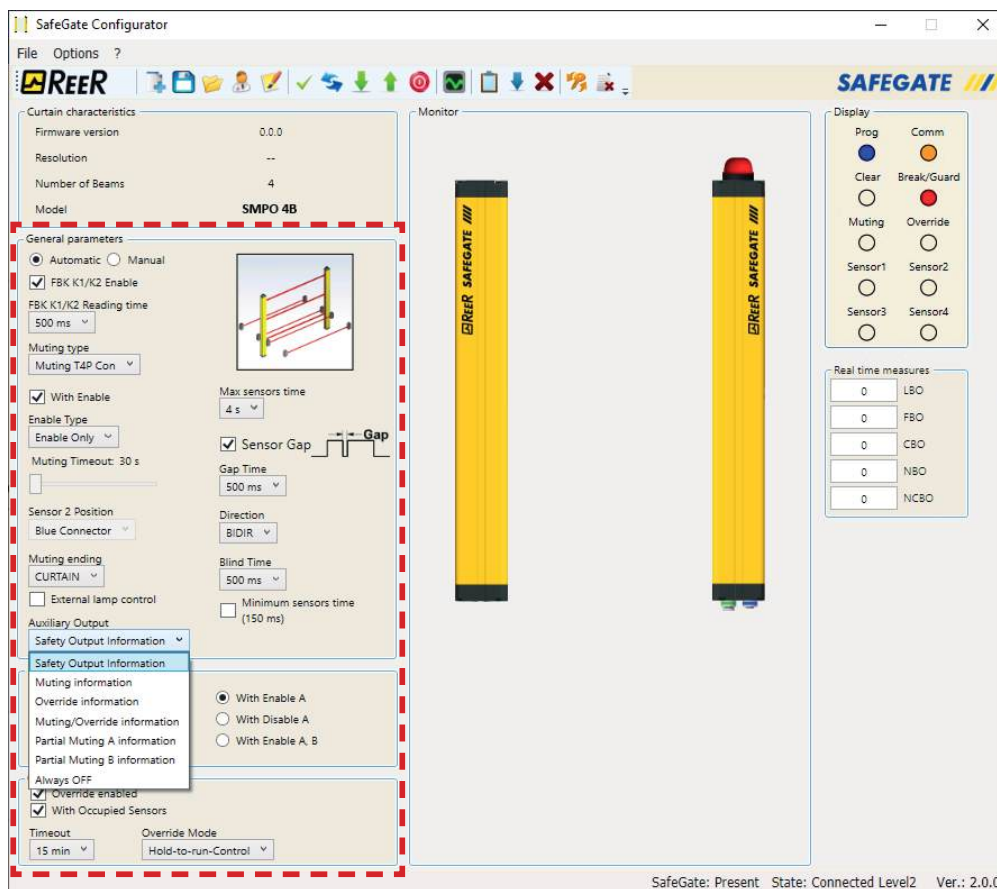 SafeGate Configurator
File Options ?
REER
SAFEGATE
Curtain characteristics
Firmware version 0.0.0
Resolution --
Number of Beams 4
Model SMPO 4B
General parameters
Automatic Manual
FBK K1/K2 Enable
FBK K1/K2 Reading time
500 ms
Muting type
Muting T4P Con
With Enable
Enable Type
Enable Only
Muting Timeout: 30 s
Sensor 2 Position
Blue Connector
Muting ending
CURTAIN
External lamp control
Auxiliary Output
Safety Output Information
Max sensors time
4 s
Sensor Gap
Gap
Gap Time
500 ms
Direction
BIDIR
Blind Time
500 ms
Minimum sensors time
(150 ms)
Safety Output Information
Muting information
Override information
Muting/Override information
Partial Muting A information
Partial Muting B information
Always OFF
With Enable A
With Disable A
With Enable A, B
Override enabled
With Occupied Sensors
Timeout Override Mode
15 min Hold-to-run-Control
Monitor
REER SAFEGATE
REER SAFEGATE
Display
Prog Comm
Clear Break/Guard
Muting Override
Sensor1 Sensor2
Sensor3 Sensor4
Real time measures
0 LBO
0 FBO
0 CBO
0 NBO
0 NCBO
SafeGate: Present State: Connected Level2 Ver.: 2.0.0